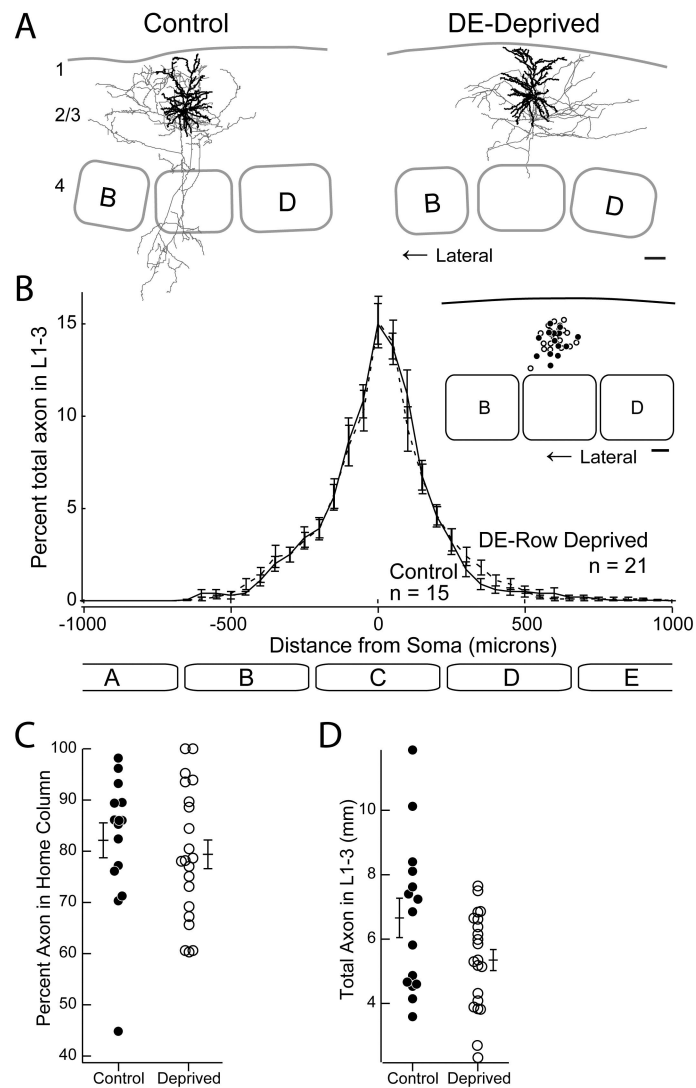 A
Control
DE-Deprived
1
2/3
4
B
D
B
D
← Lateral
B
Percent total axon in L1-3
15
10
5
0
B
D
← Lateral
DE-Row Deprived
n = 21
Control
n = 15
-1000
-500
0
500
1000
Distance from Soma (microns)
A
B
C
D
E
C
Percent Axon in Home Column
100
90
80
70
60
50
40
Control
Deprived
D
Total Axon in L1-3 (mm)
10
8
6
4
Control
Deprived